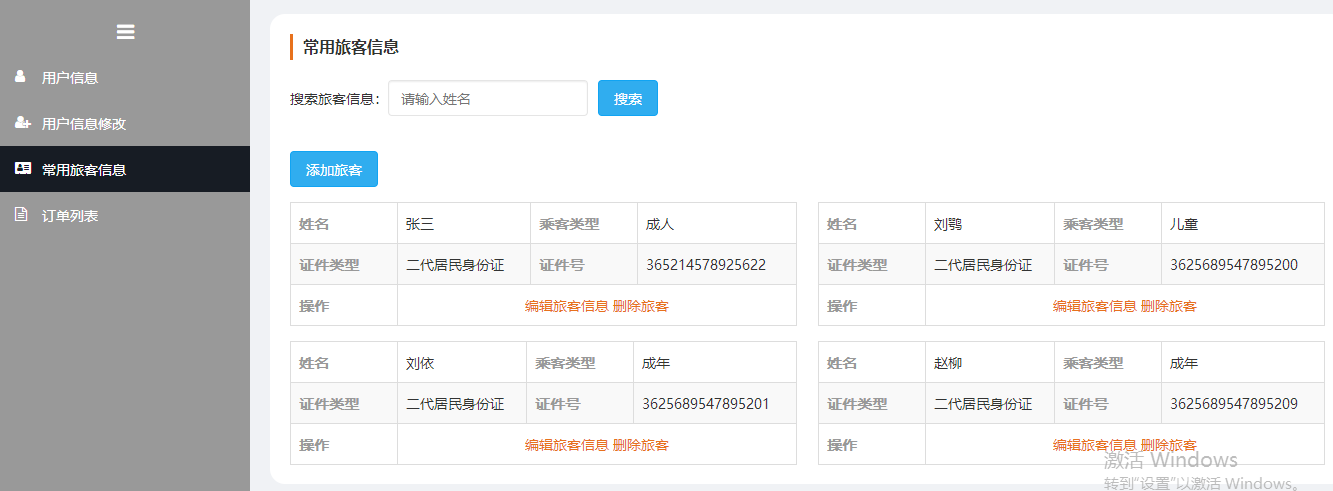 用户信息
用户信息修改
常用旅客信息
订单列表
常用旅客信息
搜索旅客信息： 请输入姓名 搜索
添加旅客
姓名 张三 乘客类型 成人
证件类型 二代居民身份证 证件号 365214578925622
操作 编辑旅客信息 删除旅客
姓名 刘鹗 乘客类型 儿童
证件类型 二代居民身份证 证件号 3625689547895200
操作 编辑旅客信息 删除旅客
姓名 刘依 乘客类型 成年
证件类型 二代居民身份证 证件号 3625689547895201
操作 编辑旅客信息 删除旅客
姓名 赵柳 乘客类型 成年
证件类型 二代居民身份证 证件号 3625689547895209
操作 编辑旅客信息 删除旅客
激活 Windows
转到"设置"以激活 Windows。